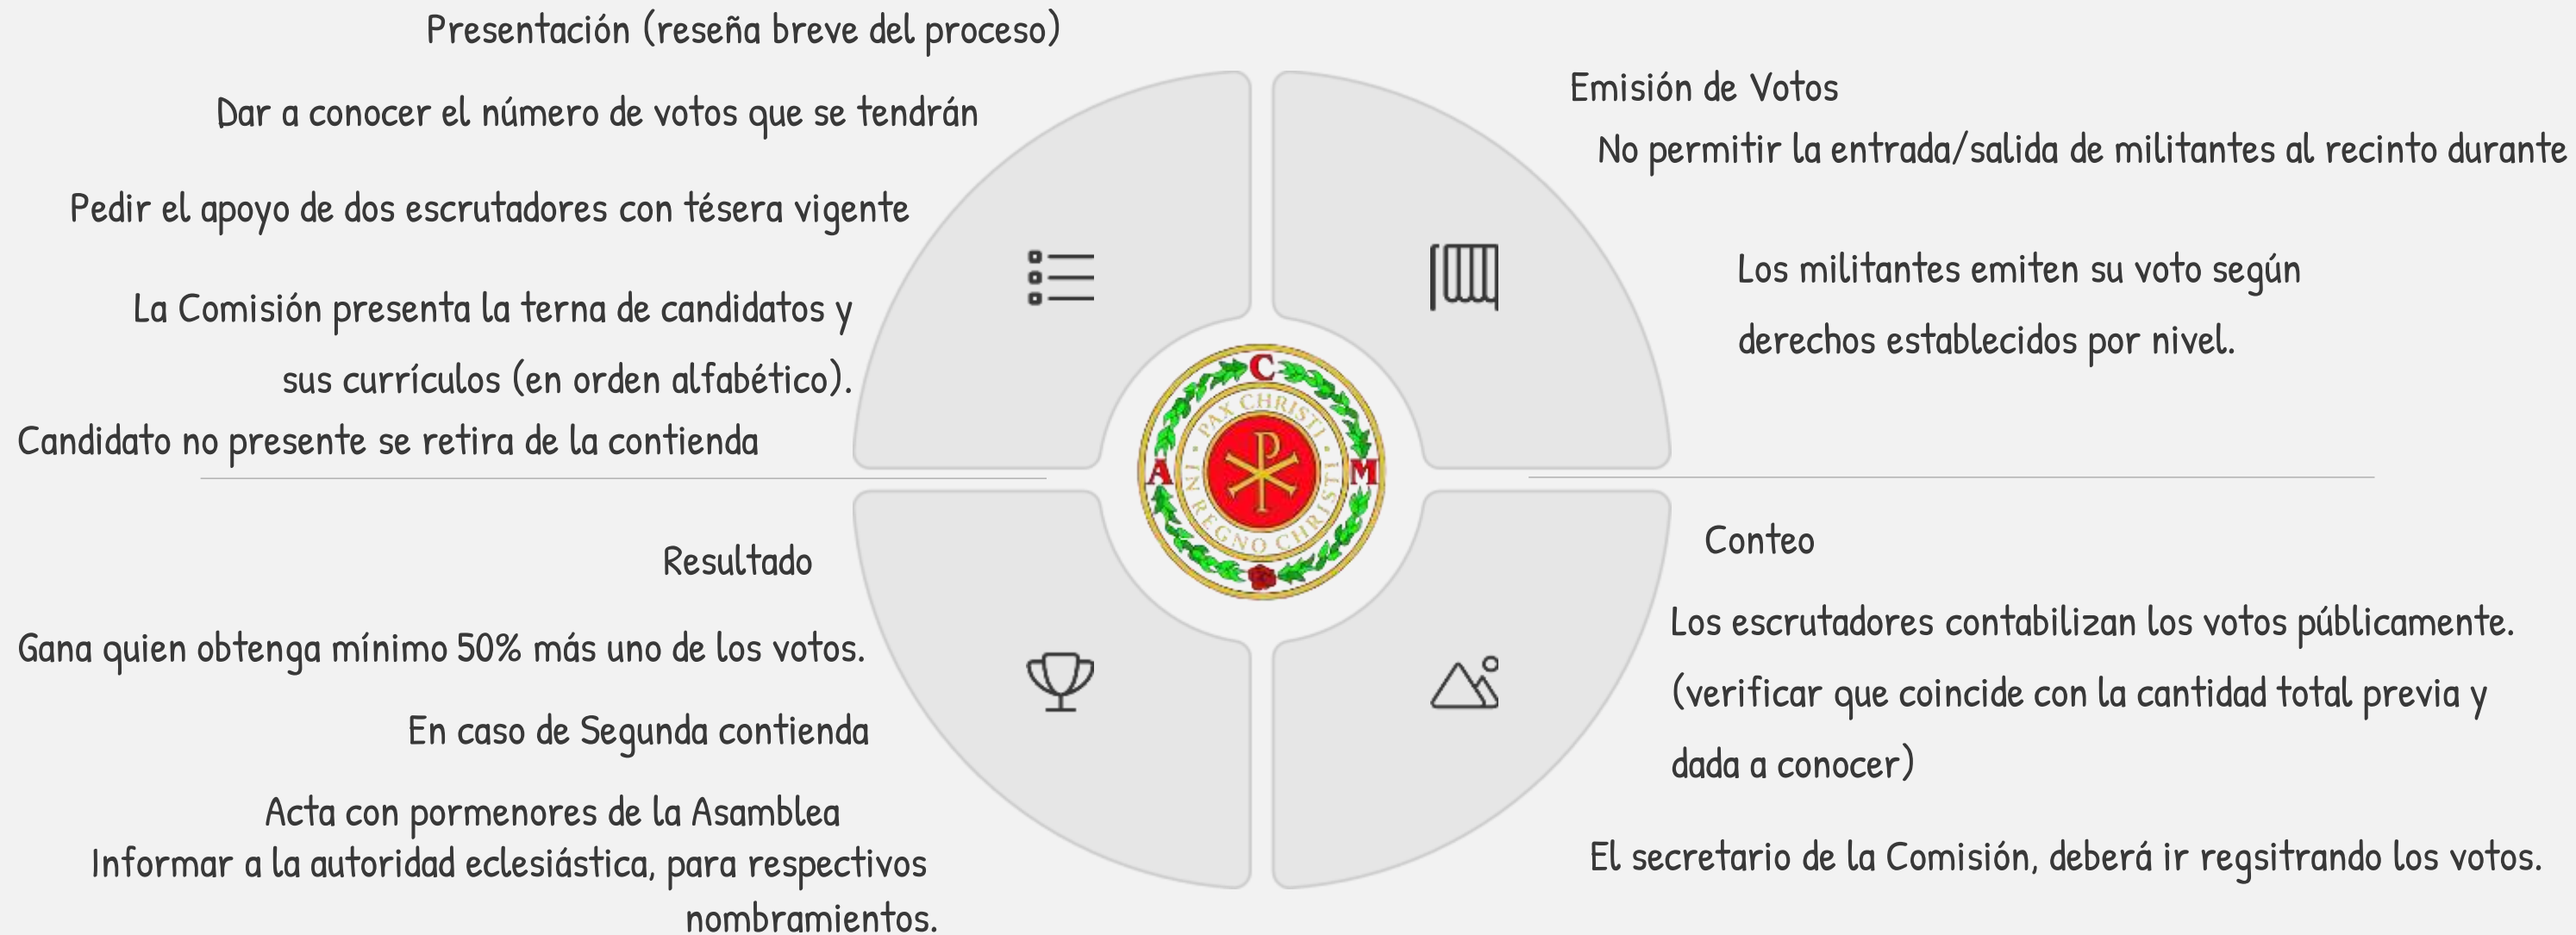 Presentación (reseña breve del proceso)
Dar a conocer el número de votos que se tendrán
Pedir el apoyo de dos escrutadores con tésera vigente
La Comisión presenta la terna de candidatos y
sus currículos (en orden alfabético).
Candidato no presente se retira de la contienda
Emisión de Votos
No permitir la entrada/salida de militantes al recinto durante
Los militantes emiten su voto según
derechos establecidos por nivel.
C
A
M
PAX CHRISTI
IN REGNO CHRISTI
Resultado
Gana quien obtenga mínimo 50% más uno de los votos.
En caso de Segunda contienda
Acta con pormenores de la Asamblea
Informar a la autoridad eclesiástica, para respectivos
nombramientos.
Conteo
Los escrutadores contabilizan los votos públicamente.
(verificar que coincide con la cantidad total previa y
dada a conocer)
El secretario de la Comisión, deberá ir regsitrando los votos.